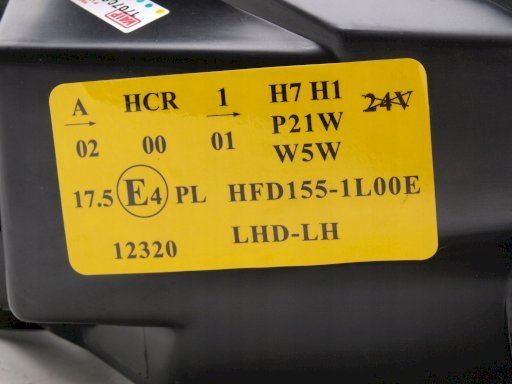 A HCR 1 H7 H1 24V
02 00 01 P21W
W5W
17.5 E4 PL HFD155-1L00E
12320 LHD-LH